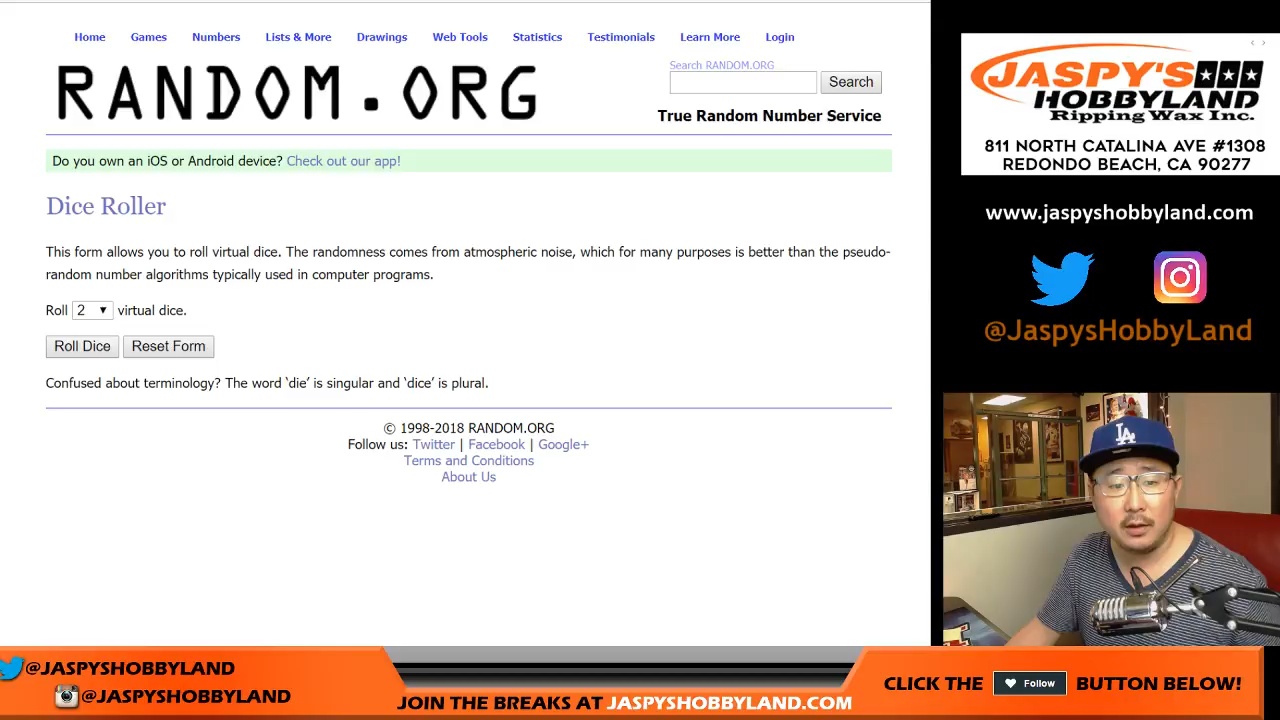 Home Games Numbers Lists & More Drawings Web Tools Statistics Testimonials Learn More Login
RANDOM.ORG
Search RANDOM.ORG
Search
True Random Number Service
Do you own an iOS or Android device? Check out our app!
Dice Roller
This form allows you to roll virtual dice. The randomness comes from atmospheric noise, which for many purposes is better than the pseudo-
random number algorithms typically used in computer programs.
Roll 2 virtual dice.
Roll Dice Reset Form
Confused about terminology? The word ‘die’ is singular and ‘dice’ is plural.
© 1998-2018 RANDOM.ORG
Follow us: Twitter | Facebook | Google+
Terms and Conditions
About Us
JASPY'S
HOBBYLAND
Ripping Wax Inc.
811 NORTH CATALINA AVE #1308
REDONDO BEACH, CA 90277
www.jaspyshobbyland.com
@JaspysHobbyLand
LA
@JASPYSHOBBYLAND
@JASPYSHOBBYLAND
JOIN THE BREAKS AT JASPYSHOBBYLAND.COM
CLICK THE Follow BUTTON BELOW!